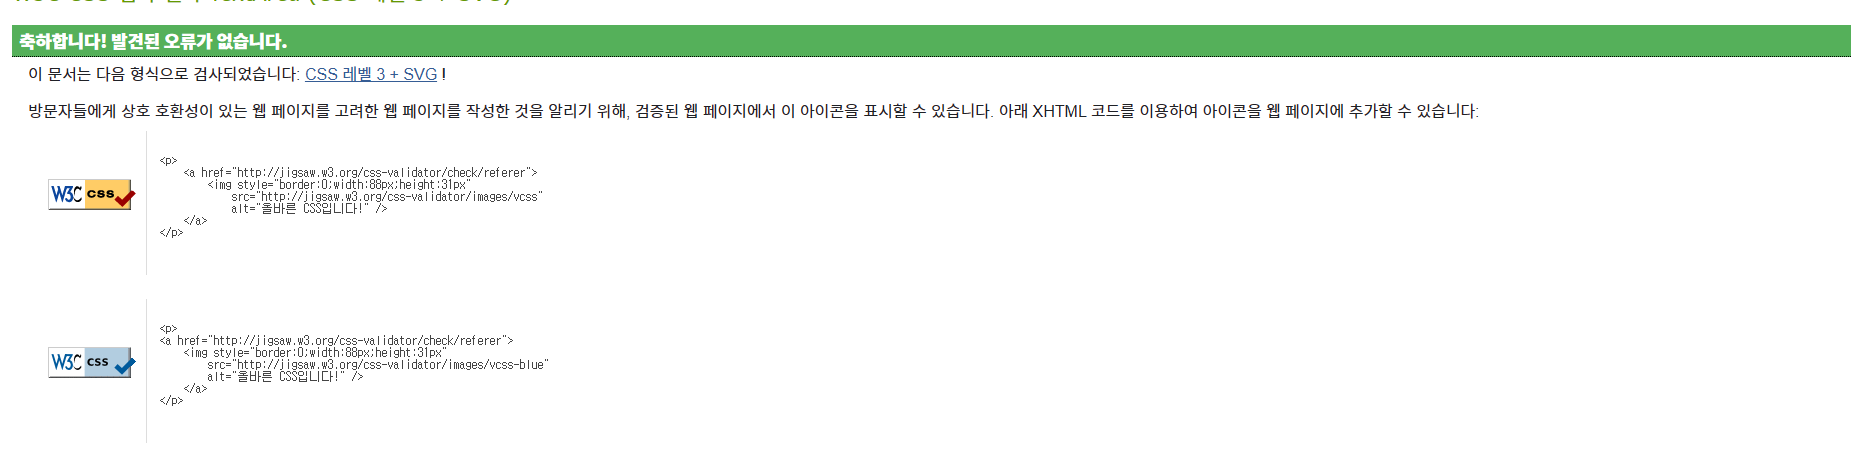 축하합니다! 발견된 오류가 없습니다.
이 문서는 다음 형식으로 검사되었습니다: CSS 레벨 3 + SVG !
방문자들에게 상호 호환성이 있는 웹 페이지를 고려한 웹 페이지를 작성한 것을 알리기 위해, 검증된 웹 페이지에서 이 아이콘을 표시할 수 있습니다. 아래 XHTML 코드를 이용하여 아이콘을 웹 페이지에 추가할 수 있습니다:
W3C css
<p>
<a href="http://jigsaw.w3.org/css-validator/check/referer">
<img style="border:0;width:88px;height:31px"
src="http://jigsaw.w3.org/css-validator/images/vcss"
alt="올바른 CSS입니다!" />
</a>
</p>
W3C css
<p>
<a href="http://jigsaw.w3.org/css-validator/check/referer">
<img style="border:0;width:88px;height:31px"
src="http://jigsaw.w3.org/css-validator/images/vcss-blue"
alt="올바른 CSS입니다!" />
</a>
</p>